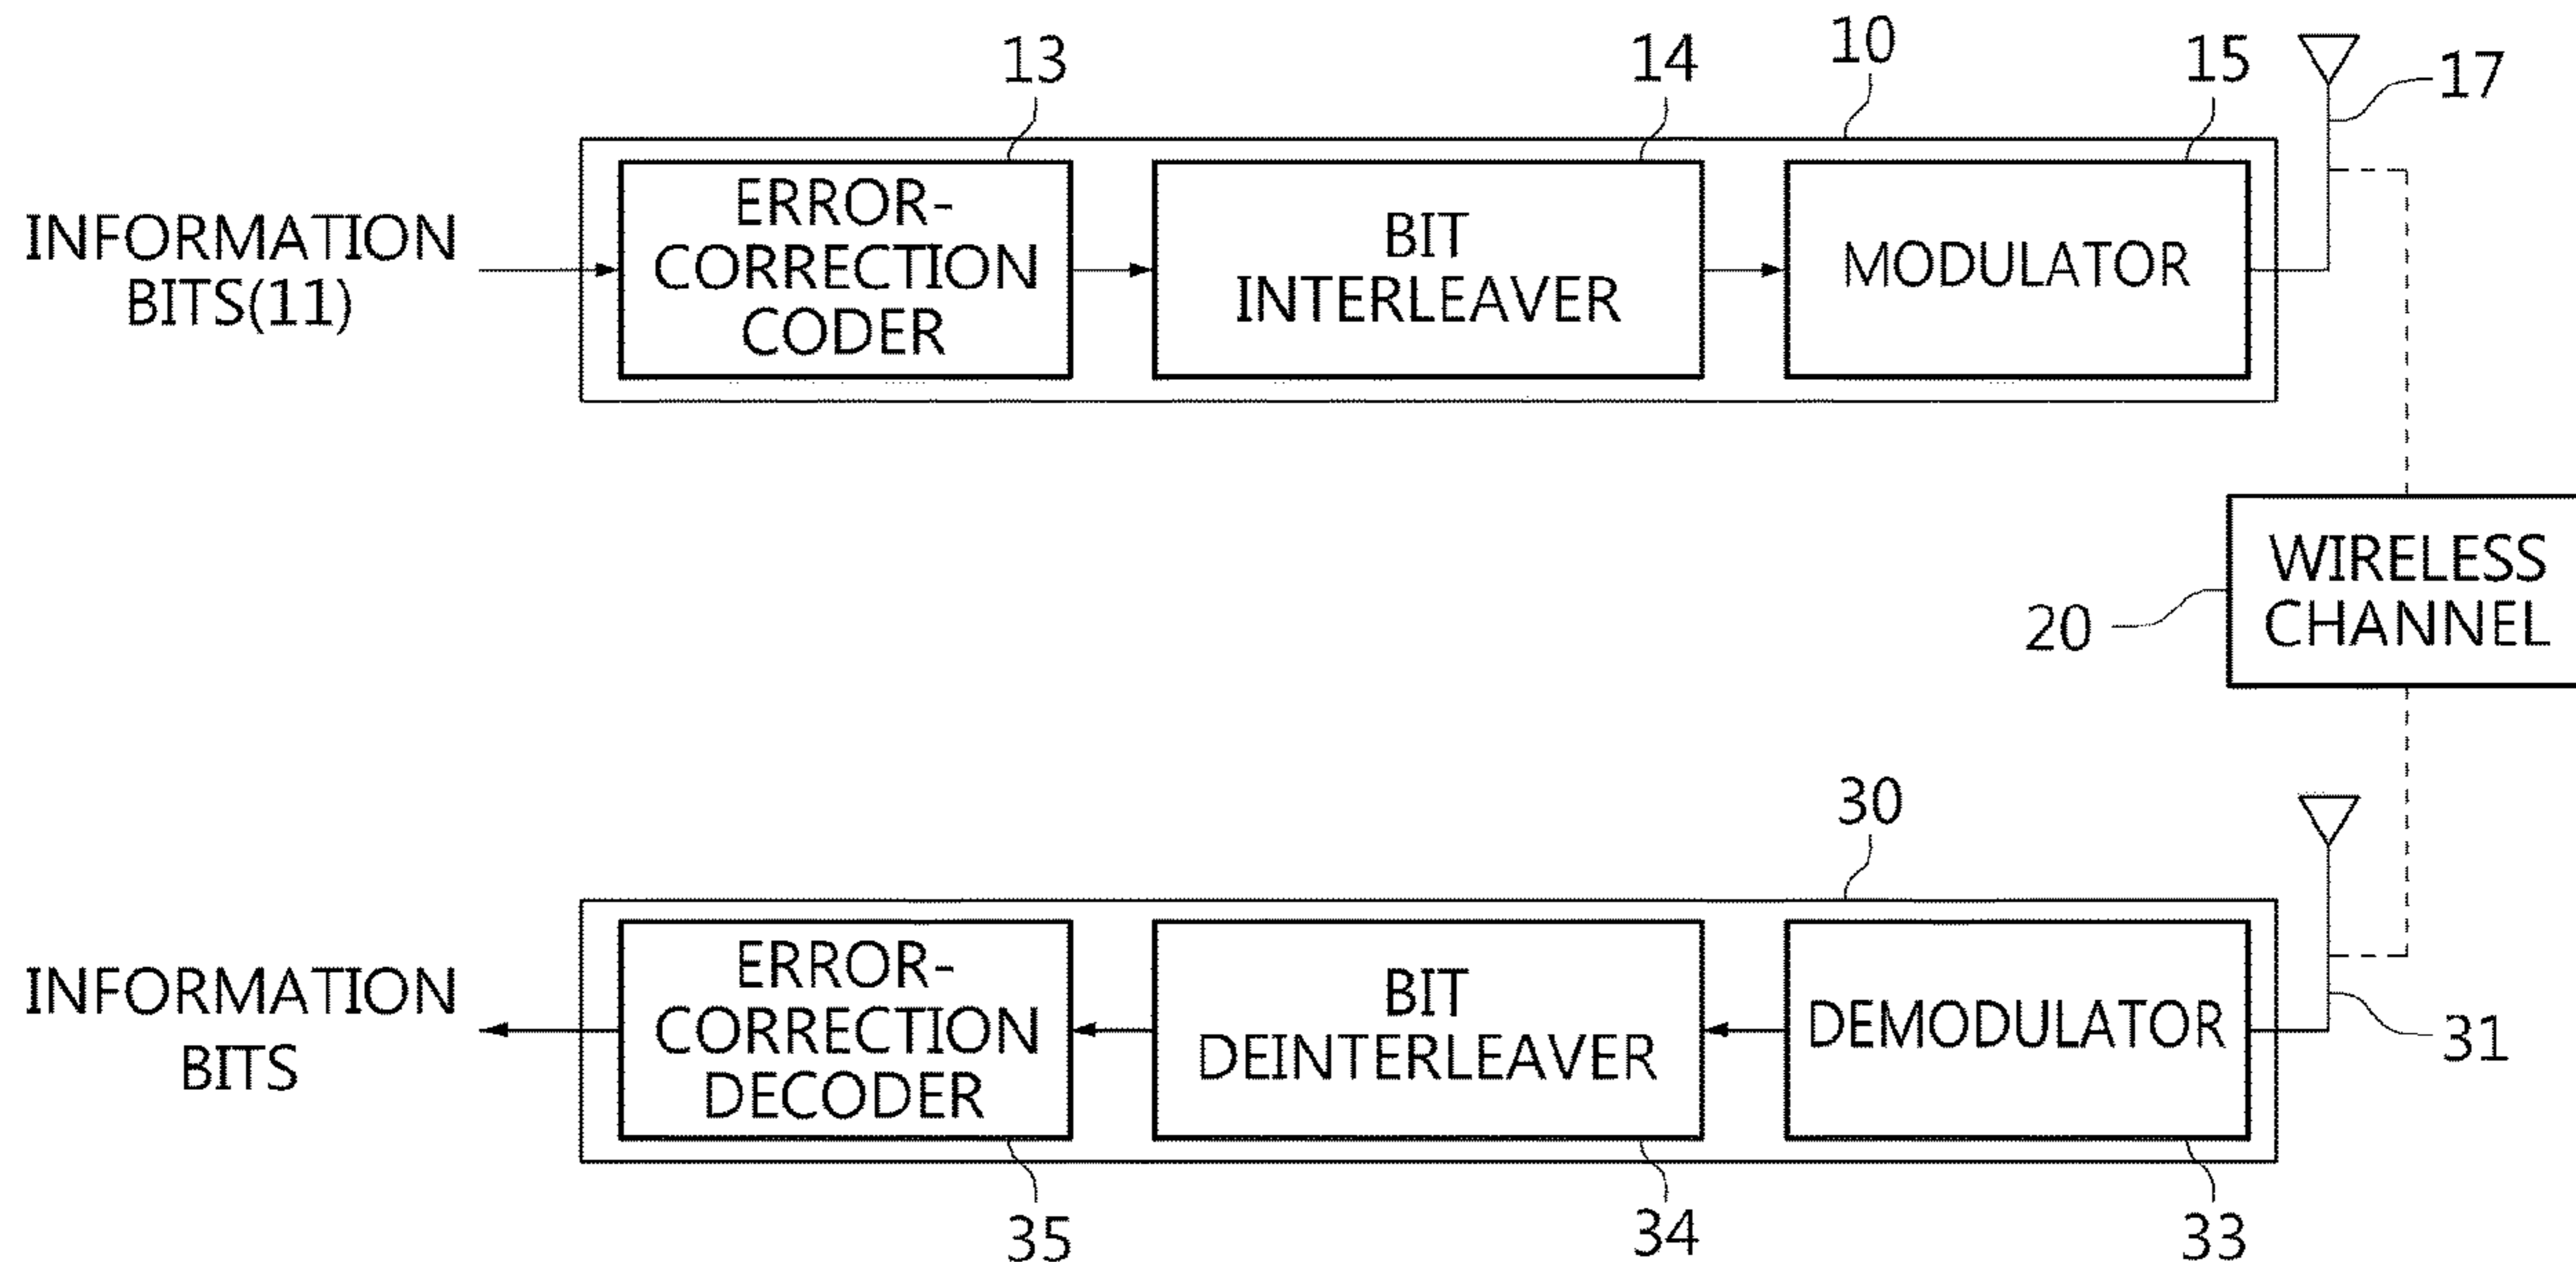 13
14
10
15
17
INFORMATION
BITS(11)
ERROR-
CORRECTION
CODER
BIT
INTERLEAVER
MODULATOR
WIRELESS
CHANNEL
20
30
INFORMATION
BITS
ERROR-
CORRECTION
DECODER
BIT
DEINTERLEAVER
DEMODULATOR
31
35
34
33